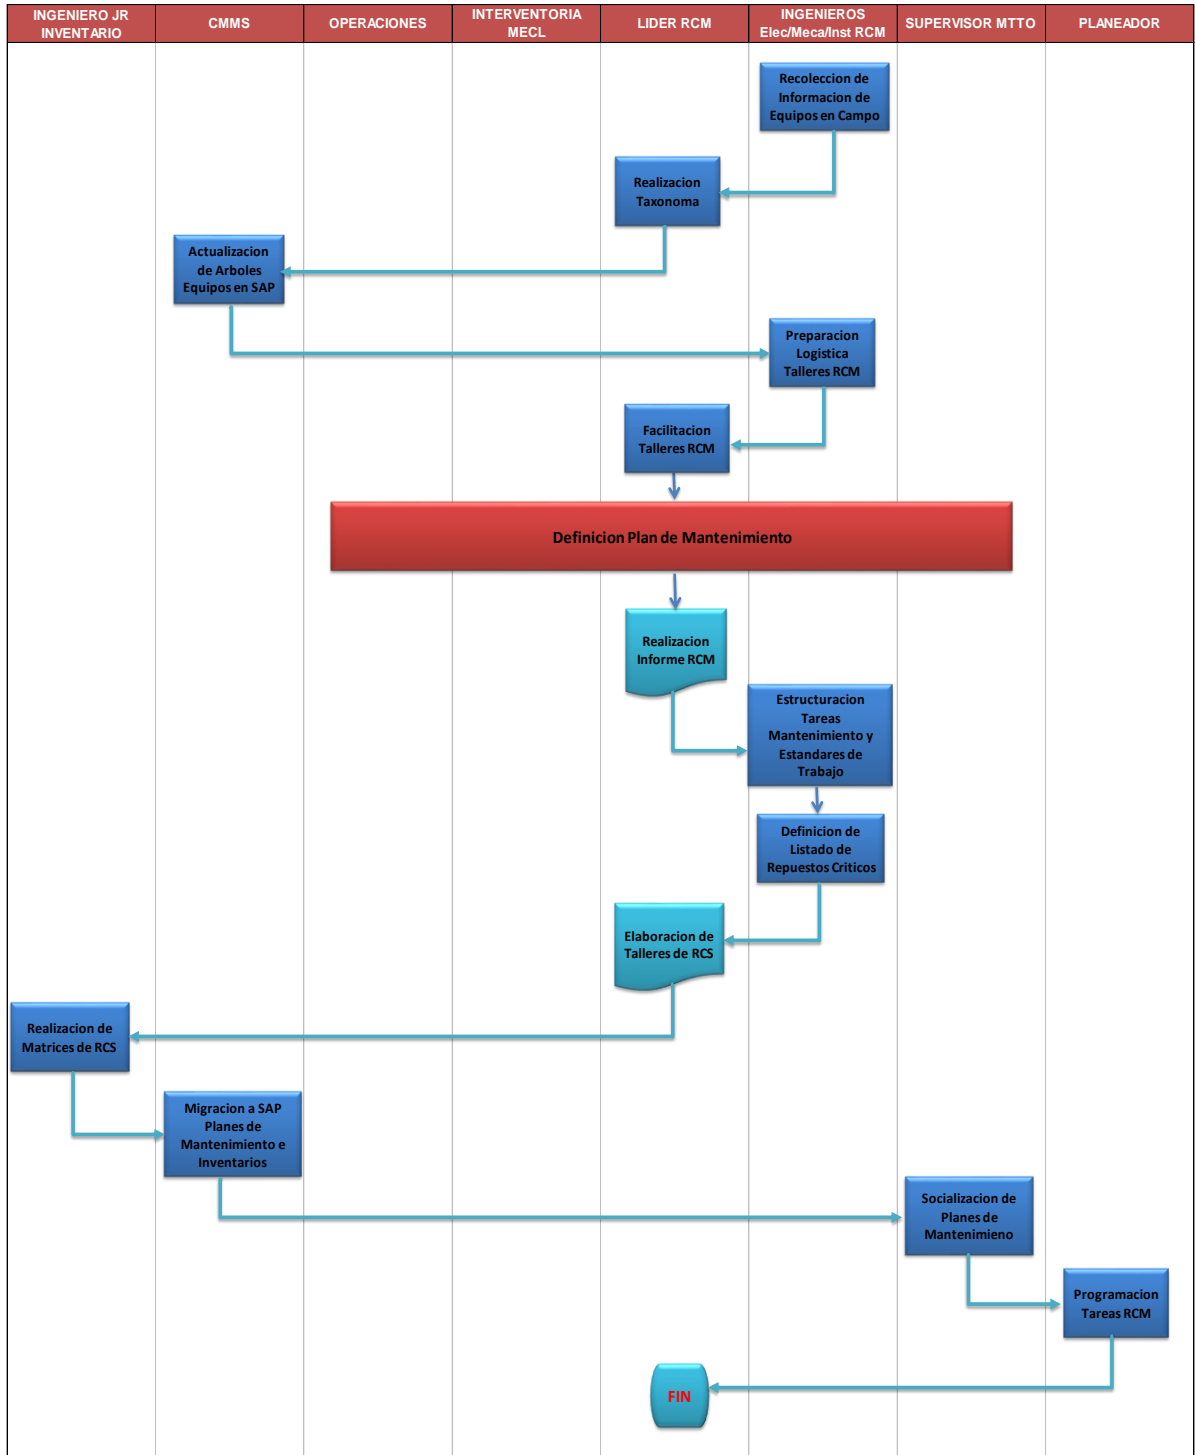 INGENIERO JR
INVENTARIO
CMMS
OPERACIONES
INTERVENTORIA
MECL
LIDER RCM
INGENIEROS
Elec/Meca/Inst RCM
SUPERVISOR MTTO
PLANEADOR
Recoleccion de
Informacion de
Equipos en Campo
Realizacion
Taxonoma
Actualizacion
de Arboles
Equipos en SAP
Preparacion
Logistica
Talleres RCM
Facilitacion
Talleres RCM
Definicion Plan de Mantenimiento
Realizacion
Informe RCM
Estructuracion
Tareas
Mantenimiento y
Estandares de
Trabajo
Definicion de
Listado de
Repuestos Criticos
Elaboracion de
Talleres de RCS
Realizacion de
Matrices de RCS
Migracion a SAP
Planes de
Mantenimiento e
Inventarios
Socializacion de
Planes de
Mantenimieno
Programacion
Tareas RCM
FIN